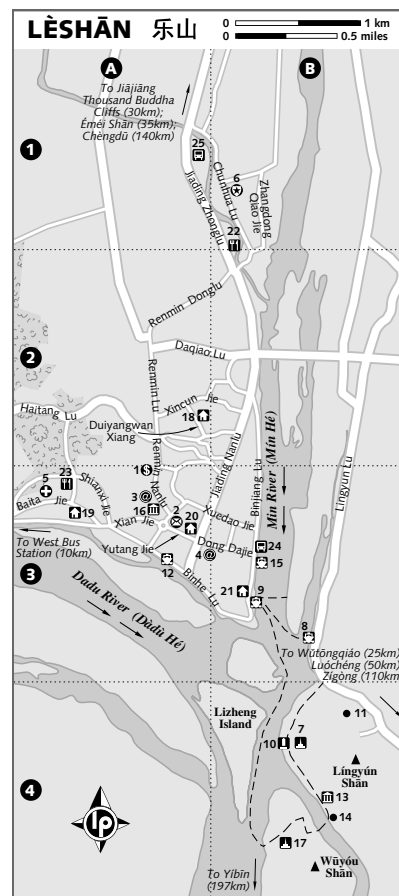 LÈSHĀN 乐山
0 1 km
0 0.5 miles
A
B
To Jiājiāng
Thousand Buddha
Cliffs (30km);
Éméi Shān (35km);
Chéngdū (140km)
1
25
6
Chunhua Lu
Zhangdong
Qiao Jie
Jiading Zhonglu
22
Renmin Donglu
2
Daqiao Lu
Renmin Lu
Xincun Jie
Haitang Lu
18
Duiyangwan
Xiang
Jiading Nanlu
Min River (Mín Hé)
Binjiang Lu
Lingyun Lu
1
Renmin Nanlu
23
5
Shanxi Jie
Baita Jie
3
16
2
20
Xuedao Jie
19
Xian Jie
Dong Dajie
24
To West Bus
Station (10km)
Yutang Jie
4
15
3
12
Binhe Lu
21
9
Dadu River (Dàdù Hé)
8
To Wǔtōngqiáo (25km)
Luóchéng (50km)
Zìgòng (110km)
Lizheng
Island
11
10
7
Língyún
Shān
4
13
14
lp
17
Wūyóu
Shān
To Yíbīn
(197km)